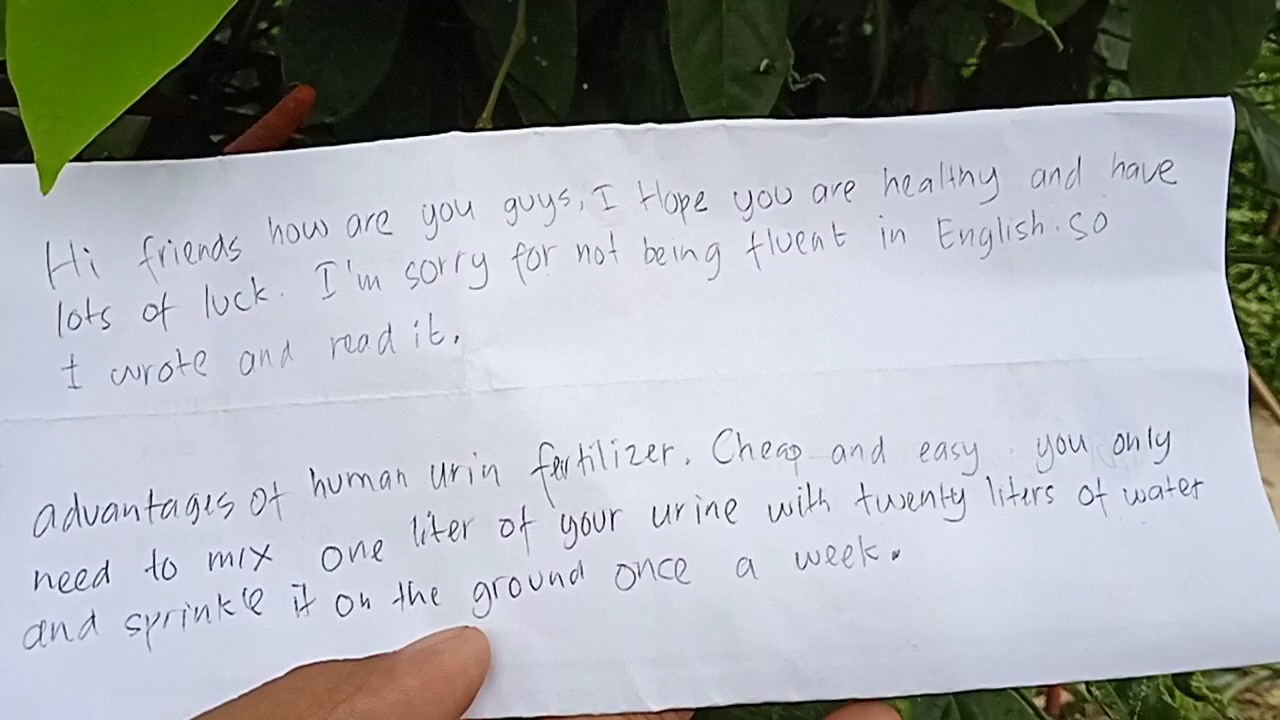 Hi friends how are you guys, I Hope you are healthy and have
lots of luck. I'm sorry for not being fluent in English. so
I wrote and read it.
advantages of human urin fertilizer. Cheap and easy. you only
need to mix one liter of your urine with twenty liters of water
and sprinkle it on the ground once a week.